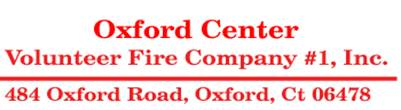 Oxford Center
Volunteer Fire Company #1, Inc.
484 Oxford Road, Oxford, Ct 06478